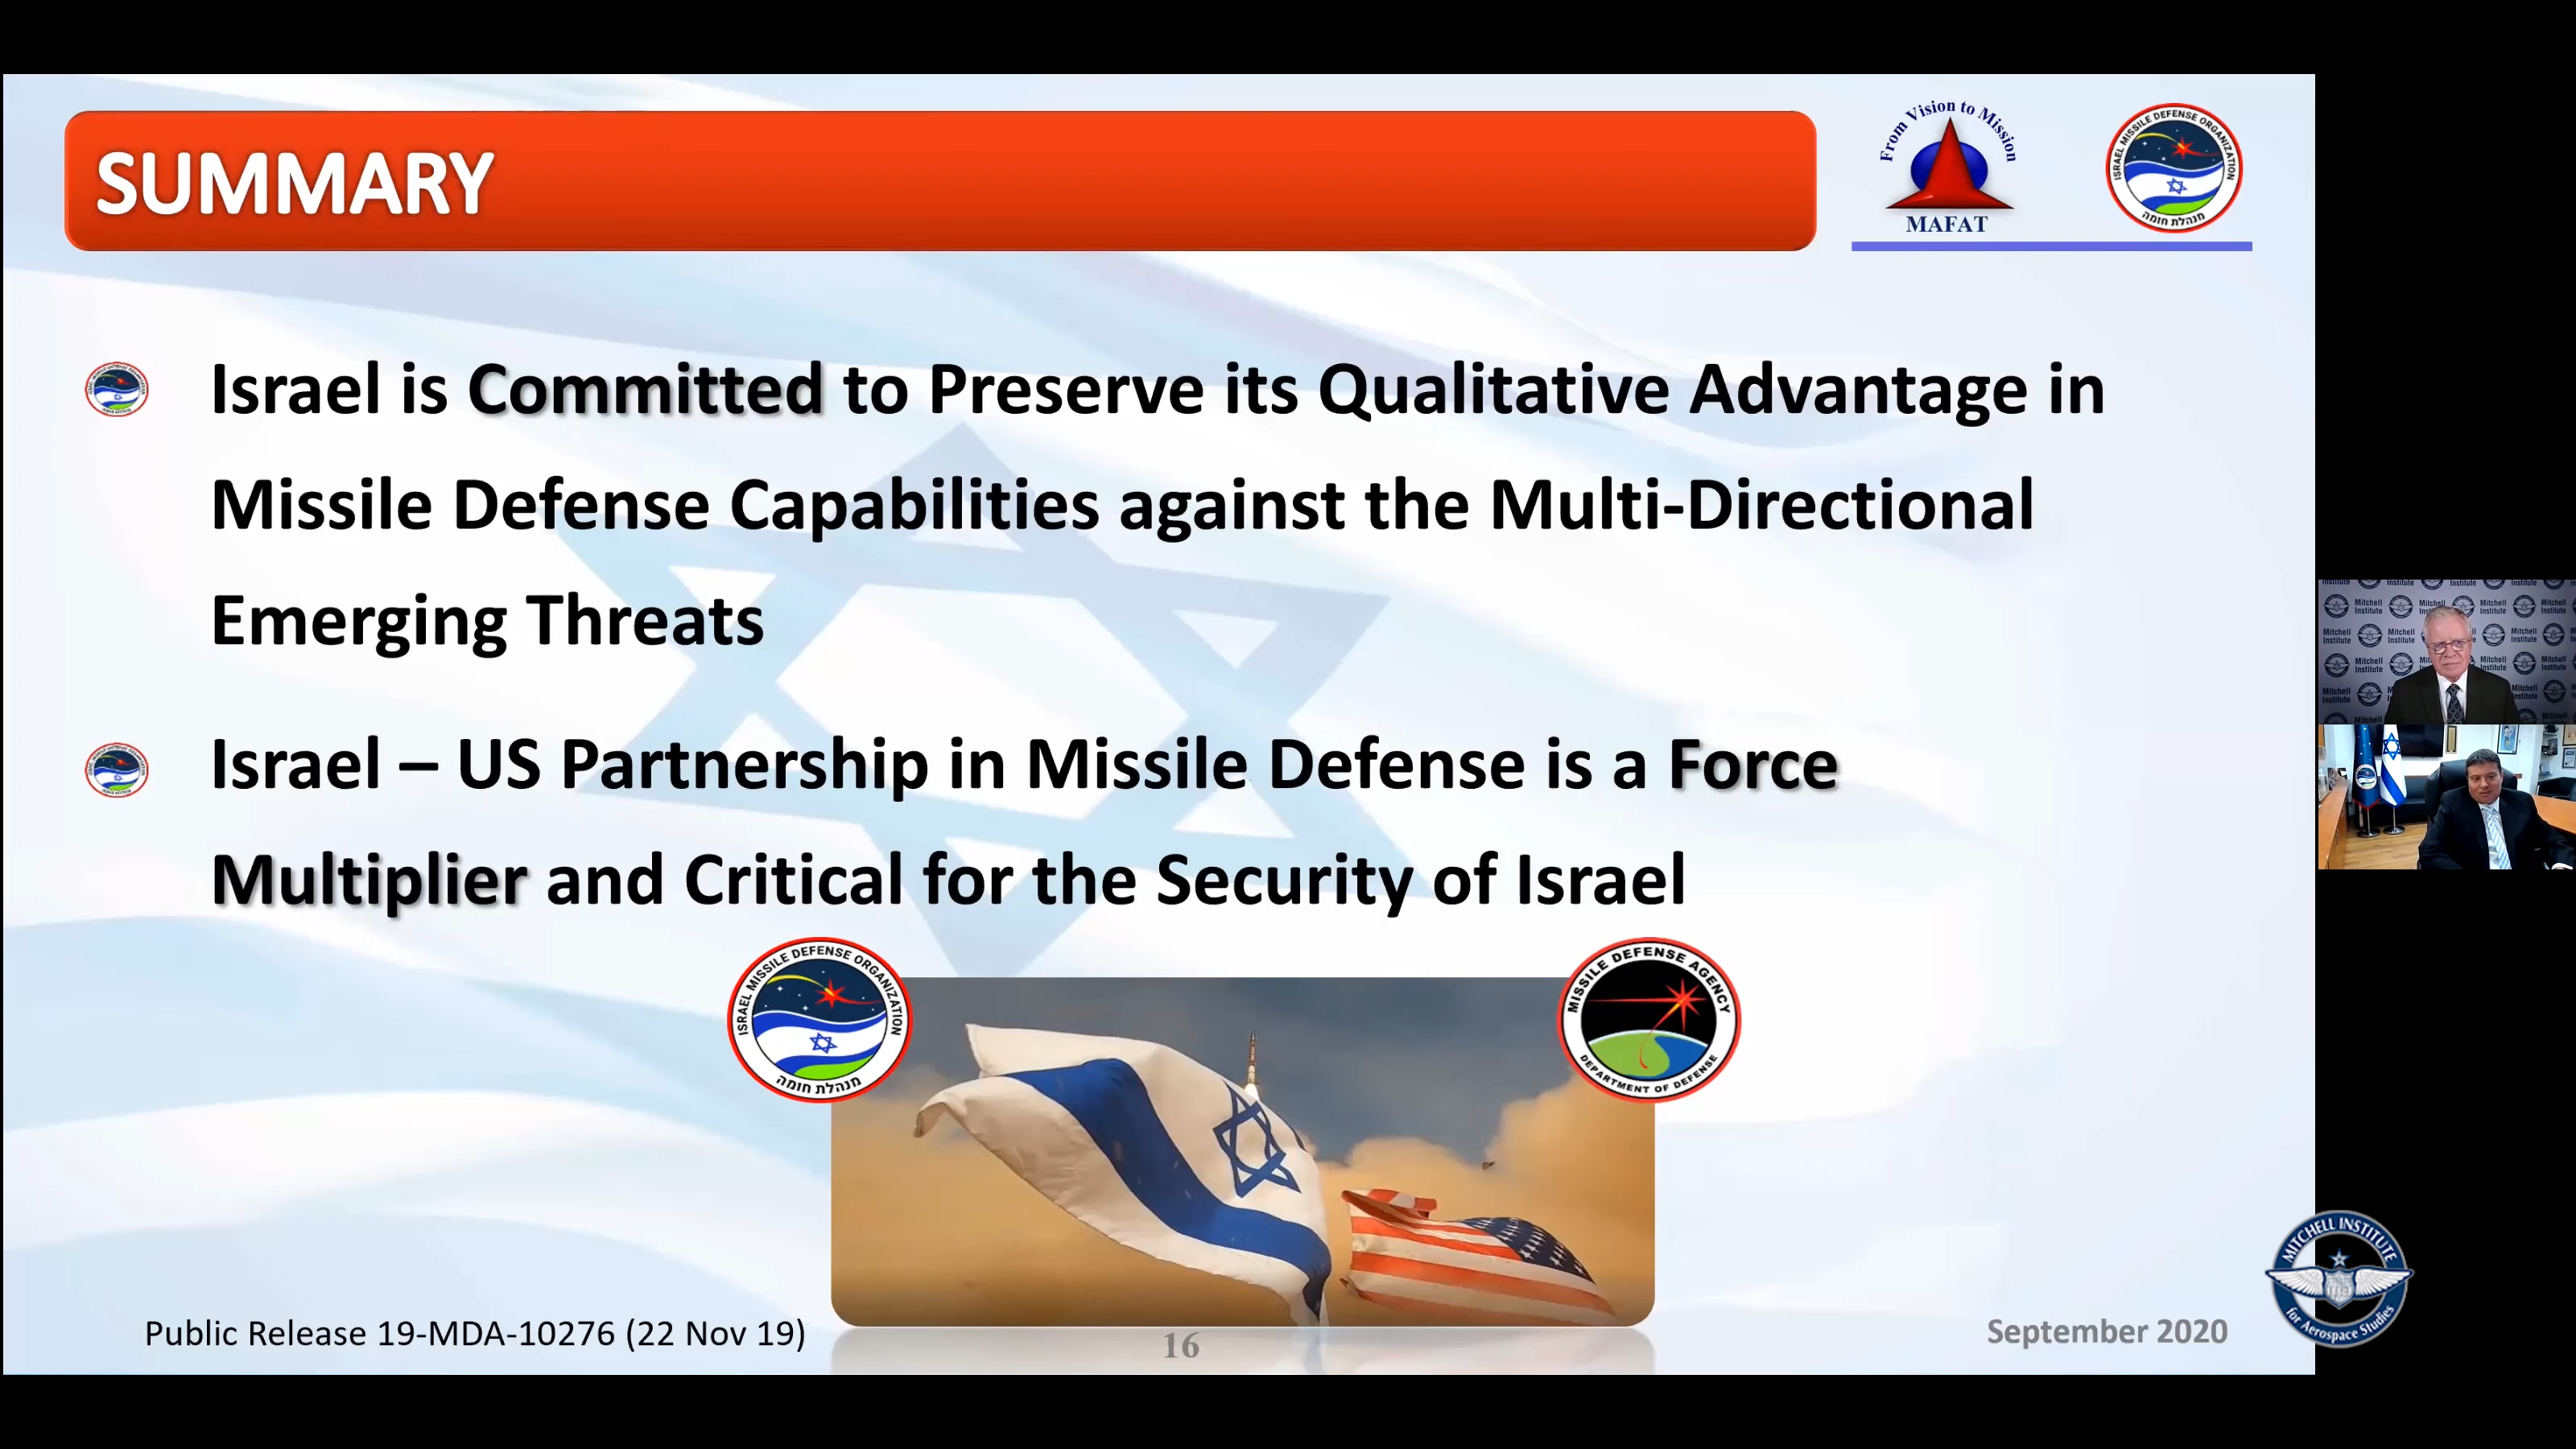 SUMMARY
From Vision to Mission
MAFAT
ISRAEL MISSILE DEFENSE ORGANIZATION
מנהלת חומה
Israel is Committed to Preserve its Qualitative Advantage in
Missile Defense Capabilities against the Multi-Directional
Emerging Threats
Israel – US Partnership in Missile Defense is a Force
Multiplier and Critical for the Security of Israel
ISRAEL MISSILE DEFENSE ORGANIZATION
מנהלת חומה
MISSILE DEFENSE AGENCY
DEPARTMENT OF DEFENSE
Public Release 19-MDA-10276 (22 Nov 19)
16
September 2020
Mitchell
Institute
MITCHELL INSTITUTE
for Aerospace Studies